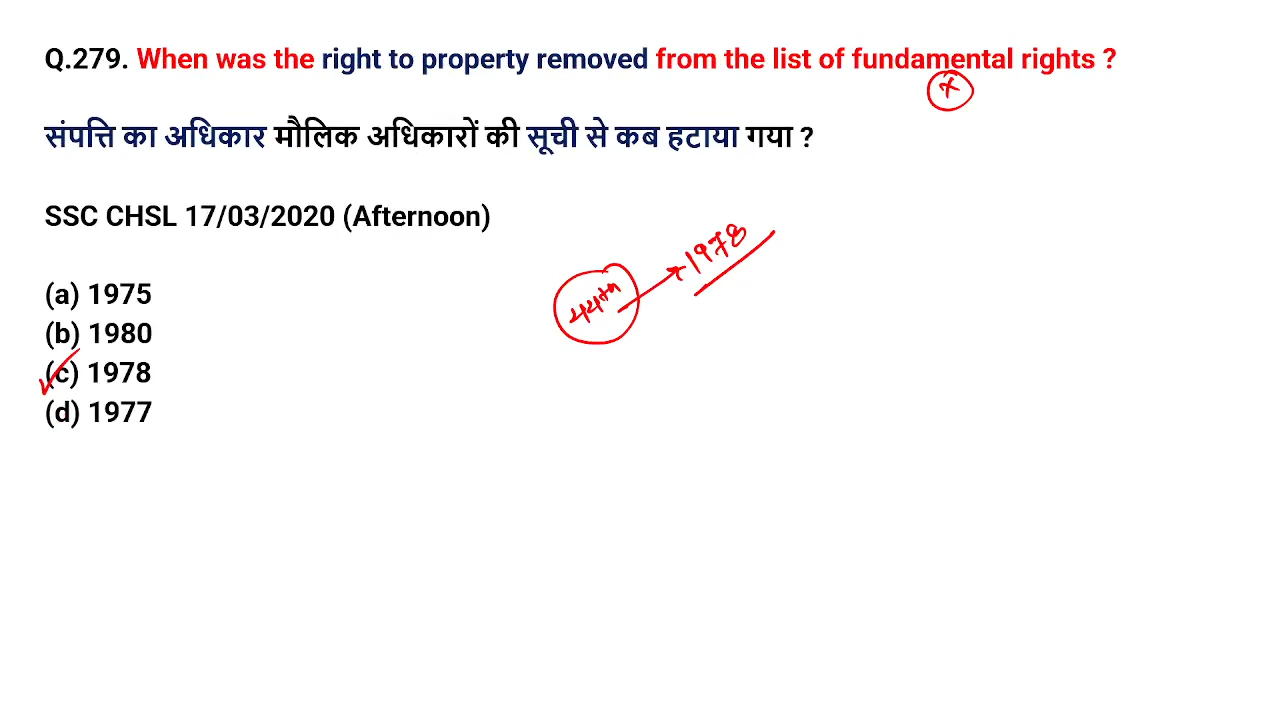 Q.279. When was the right to property removed from the list of fundamental rights ?
संपत्ति का अधिकार मौलिक अधिकारों की सूची से कब हटाया गया ?
SSC CHSL 17/03/2020 (Afternoon)
44th
1978
(a) 1975
(b) 1980
(c) 1978
(d) 1977